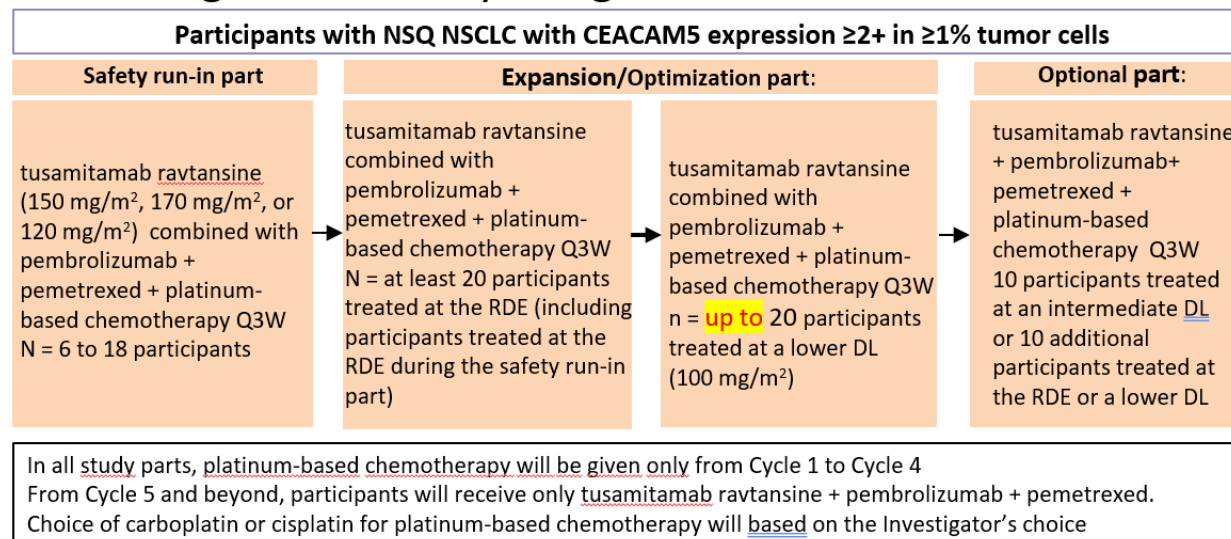 Participants with NSQ NSCLC with CEACAM5 expression ≥2+ in ≥1% tumor cells
Safety run-in part
tusamitamab ravtansine
(150 mg/m², 170 mg/m², or
120 mg/m²)  combined with
pembrolizumab +
pemetrexed + platinum-
based chemotherapy Q3W
N = 6 to 18 participants
Expansion/Optimization part:
tusamitamab ravtansine
combined with
pembrolizumab +
pemetrexed + platinum-
based chemotherapy Q3W
N = at least 20 participants
treated at the RDE (including
participants treated at the
RDE during the safety run-in
part)
tusamitamab ravtansine
combined with
pembrolizumab +
pemetrexed + platinum-
based chemotherapy Q3W
n = up to 20 participants
treated at a lower DL
(100 mg/m²)
Optional part:
tusamitamab ravtansine
+ pembrolizumab+
pemetrexed +
platinum-based
chemotherapy  Q3W
10 participants treated
at an intermediate DL
or 10 additional
participants treated at
the RDE or a lower DL
In all study parts, platinum-based chemotherapy will be given only from Cycle 1 to Cycle 4
From Cycle 5 and beyond, participants will receive only tusamitamab ravtansine + pembrolizumab + pemetrexed.
Choice of carboplatin or cisplatin for platinum-based chemotherapy will based on the Investigator's choice